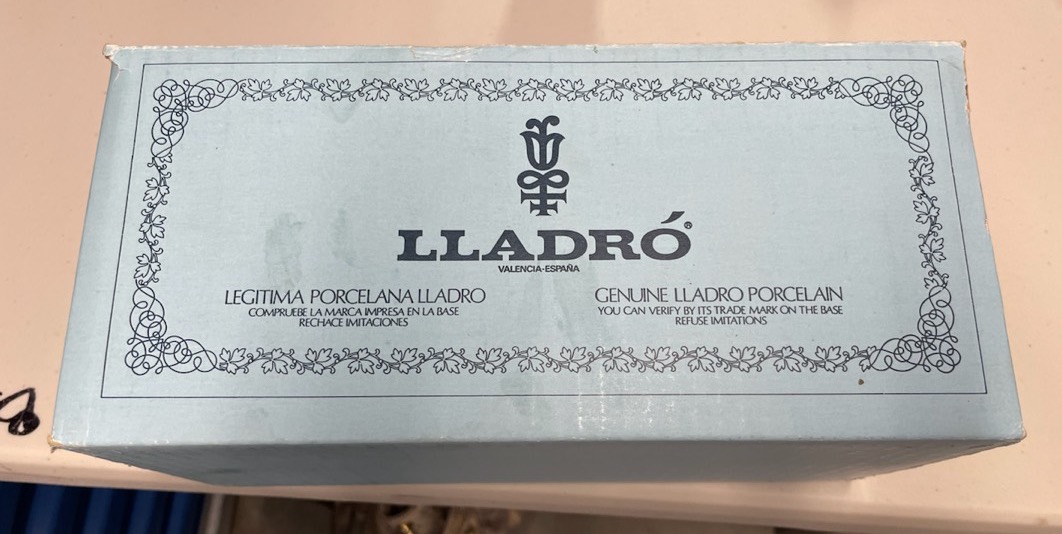 LLADRÓ®
VALENCIA-ESPAÑA
LEGITIMA PORCELANA LLADRO
COMPRUEBE LA MARCA IMPRESA EN LA BASE
RECHACE IMITACIONES
GENUINE LLADRO PORCELAIN
YOU CAN VERIFY BY ITS TRADE MARK ON THE BASE
REFUSE IMITATIONS